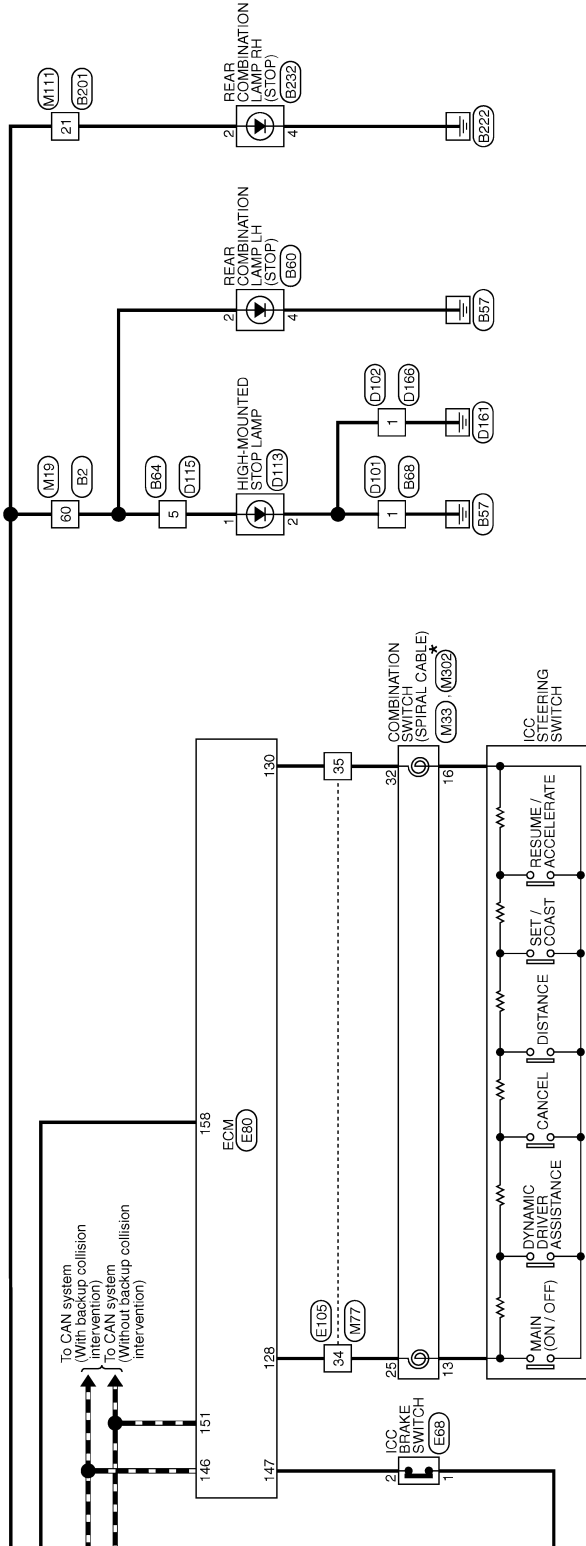 M111
B201
21
2
REAR
COMBINATION
LAMP RH
(STOP)
B232
4
B222
2
REAR
COMBINATION
LAMP LH
(STOP)
B60
4
B57
M19
B2
60
B64
D115
5
1
HIGH-MOUNTED
STOP LAMP
D113
2
D102
D166
1
D161
D101
B68
1
B57
To CAN system
(With backup collision
intervention)
To CAN system
(Without backup collision
intervention)
158
ECM
E80
130
128
151
146
147
35
E105
M77
34
COMBINATION
SWITCH
(SPIRAL CABLE)
M33 , M302 *
32
16
25
13
ICC
BRAKE
SWITCH
E68
2
1
ICC
STEERING
SWITCH
RESUME /
ACCELERATE
SET /
COAST
DISTANCE
CANCEL
DYNAMIC
DRIVER
ASSISTANCE
MAIN
(ON / OFF)